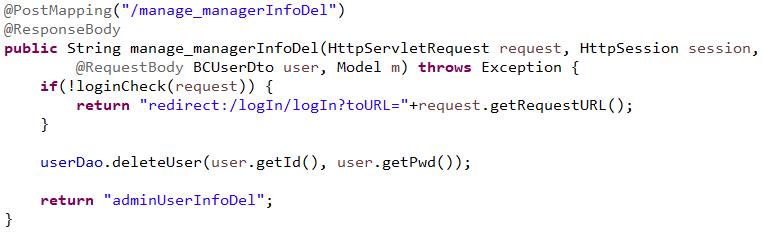 @PostMapping("/manage_managerInfoDel")
@ResponseBody
public String manage_managerInfoDel(HttpServletRequest request, HttpSession session,
        @RequestBody BCUserDto user, Model m) throws Exception {
    if(!loginCheck(request)) {
        return "redirect:/logIn/logIn?toURL="+request.getRequestURL();
    }

    userDao.deleteUser(user.getId(), user.getPwd());

    return "adminUserInfoDel";
}